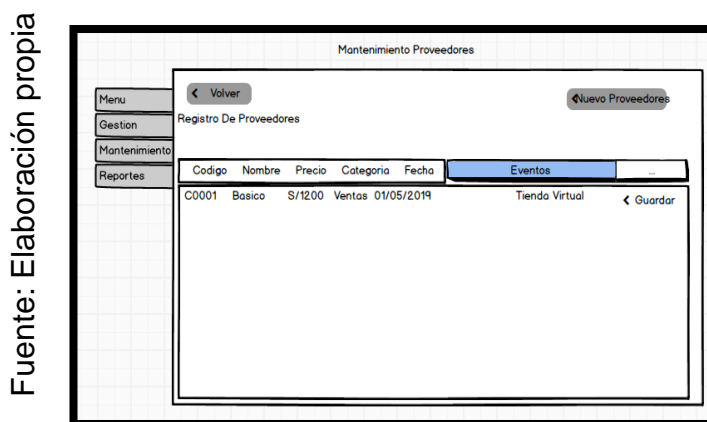 Fuente: Elaboración propia
Mantenimiento Proveedores
Menu
Gestion
Mantenimiento
Reportes
Volver
Nuevo Proveedores
Registro De Proveedores
Codigo Nombre Precio Categoria Fecha Eventos ...
C0001 Basico S/1200 Ventas 01/05/2019 Tienda Virtual Guardar